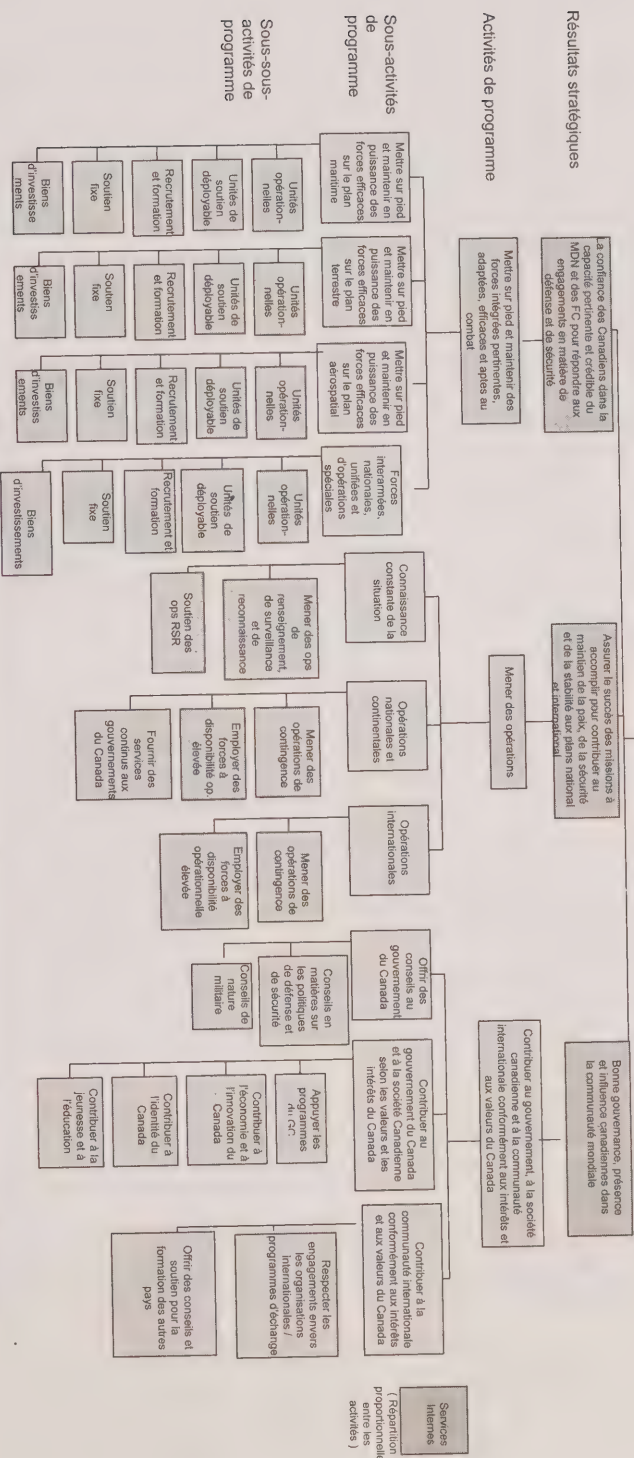 Résultats stratégiques
La confience des Canadiens dans la
capacité pertinente et crédible du
MDN et des FC pour répondre aux
engagements en matière de
défense et de sécurité
Assurer le succès des missions à
accomplir pour contribuer au
maintien de la paix, de la sécurité
et de la stabilité aux plans national
et international
Bonne gouvernance, présence
et influence canadiennes dans
la communauté mondiale
Activités de programme
Mettre sur pied et maintenir des
forces intégrées pertinentes,
adaptées, efficaces et aptes au
combat
Mener des opérations
Contribuer au gouvernement, à la société
canadienne et à la communauté
internationale conformément aux intérêts et
aux valeurs du Canada
Sous-activités
de
programme
Mettre sur pied
et maintenir en
puissance des
forces efficaces
sur le plan
maritime
Mettre sur pied
et maintenir en
puissance des
forces efficaces
sur le plan
terrestre
Mettre sur pied
et maintenir en
puissance des
forces efficaces
sur le plan
aérospatial
Forces
interarmées,
nationales,
unifiées et
d'opérations
spéciales
Connaissance
constante de la
situation
Opérations
nationales et
continentales
Opérations
internationales
Offrir des
conseils au
gouvernement
du Canada
Contribuer au
gouvernement du Canada
et à la société Canadienne
selon les valeurs et les
intérêts du Canada
Contribuer à la
communauté internationale
conformément aux intérêts
et aux valeurs du Canada
Services
Internes
( Répartition
proportionnelle
entre les
activités )
Sous-sous-
activités de
programme
Unités
opération-
nelles
Unités de
soutien
déployable
Recrutement
et formation
Soutien
fixe
Biens
d'investisse
ments
Unités
opération-
nelles
Unités de
soutien
déployable
Recrutement
et formation
Soutien
fixe
Biens
d'investiss
ements
Unités
opération-
nelles
Unités de
soutien
déployable
Recrutement
et formation
Soutien
fixe
Biens
d'investiss
ements
Unités
opération-
nelles
Unités de
soutien
déployable
Recrutement et
formation
Soutien
fixe
Biens
d'investissements
Mener des ops
de
renseignement,
de surveillance
et de
reconnaissance
Soutien des
ops RSR
Mener des
opérations de
contingence
Employer des
forces à
disponibilité op
élevée
Fournir des
services
continus aux
gouvernements
du Canada
Mener des
opérations de
contingence
Employer des
forces à
disponibilité
opérationnelle
élevée
Conseils en
matières sur
les politiques
de défense et
de sécurité
Conseils de
nature
militaire
Appuyer les
programmes
du GC
Contribuer à
l'économie et à
l'innovation du
Canada
Contribuer à
l'identité du
Canada
Contribuer à la
jeunesse et à
l'éducation
Respecter les
engagements envers
les organisations
internationales /
programmes d'échange
Offrir des conseils et
soutien pour la
formation des autres
pays